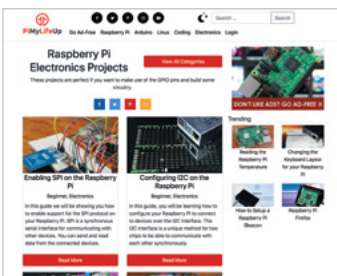 PiMyLifeUp
Search ...
Search
Go Ad-Free Raspberry Pi Arduino Linux Coding Electronics Login
Raspberry Pi
Electronics Projects
View All Categories
These projects are perfect if you want to make use of the GPIO pins and build some
circuitry.
Enabling SPI on the Raspberry
Pi
Beginner, Electronics
In this guide we will be showing you how
to enable support for the SPI protocol on
your Raspberry Pi. SPI is a synchronous
serial interface for communicating with
other devices. You can send and read
data from the connected devices.
Read More
Configuring I2C on the
Raspberry Pi
Beginner, Electronics
In this guide, you will be learning how to
configure your Raspberry Pi to connect
to devices over the I2C interface. The
I2C interface is a unique method for two
chips to be able to communicate with
each other synchronously.
Read More
DON'T LIKE ADS? GO AD-FREE »
Trending
Reading the
Raspberry Pi
Temperature
Changing the
Keyboard Layout
for your Raspberry
Pi
How to Setup a
Raspberry Pi
iBeacon
Raspberry Pi
Firefox